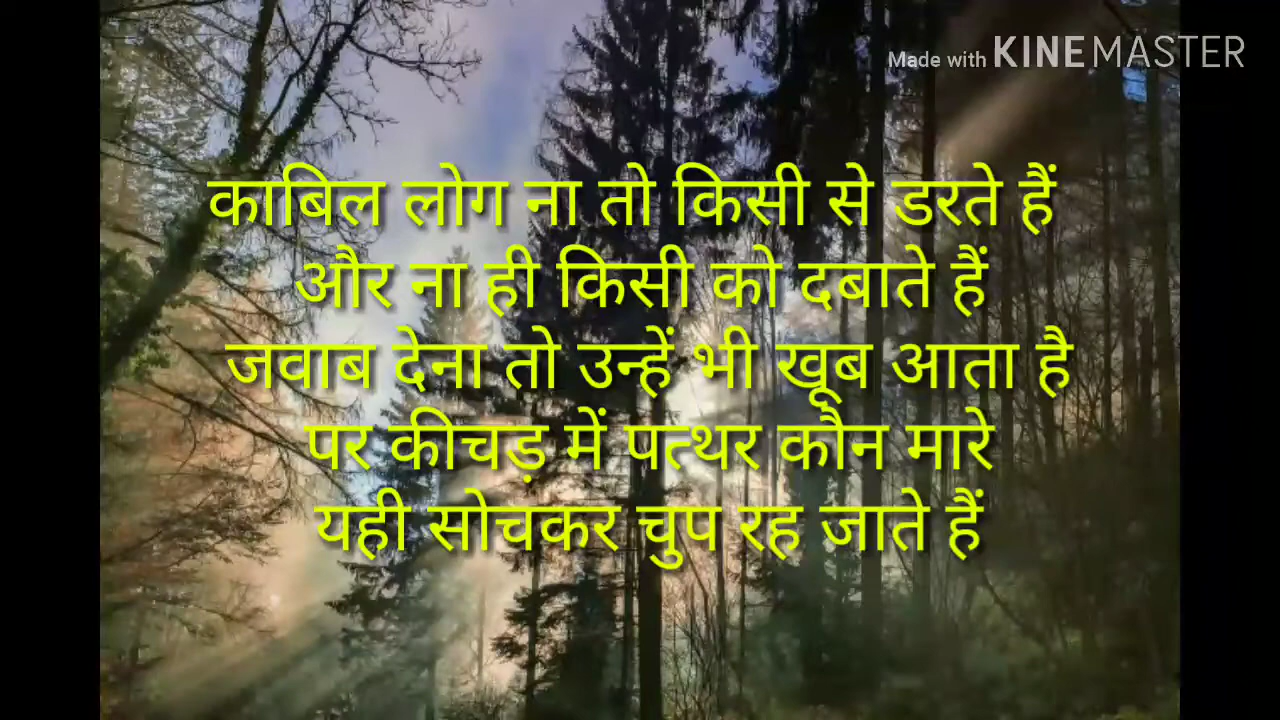 Made with KINEMASTER
काबिल लोग ना तो किसी से डरते हैं
और ना ही किसी को दबाते हैं
जवाब देना तो उन्हें भी खूब आता है
पर कीचड़ में पत्थर कौन मारे
यही सोचकर चुप रह जाते हैं